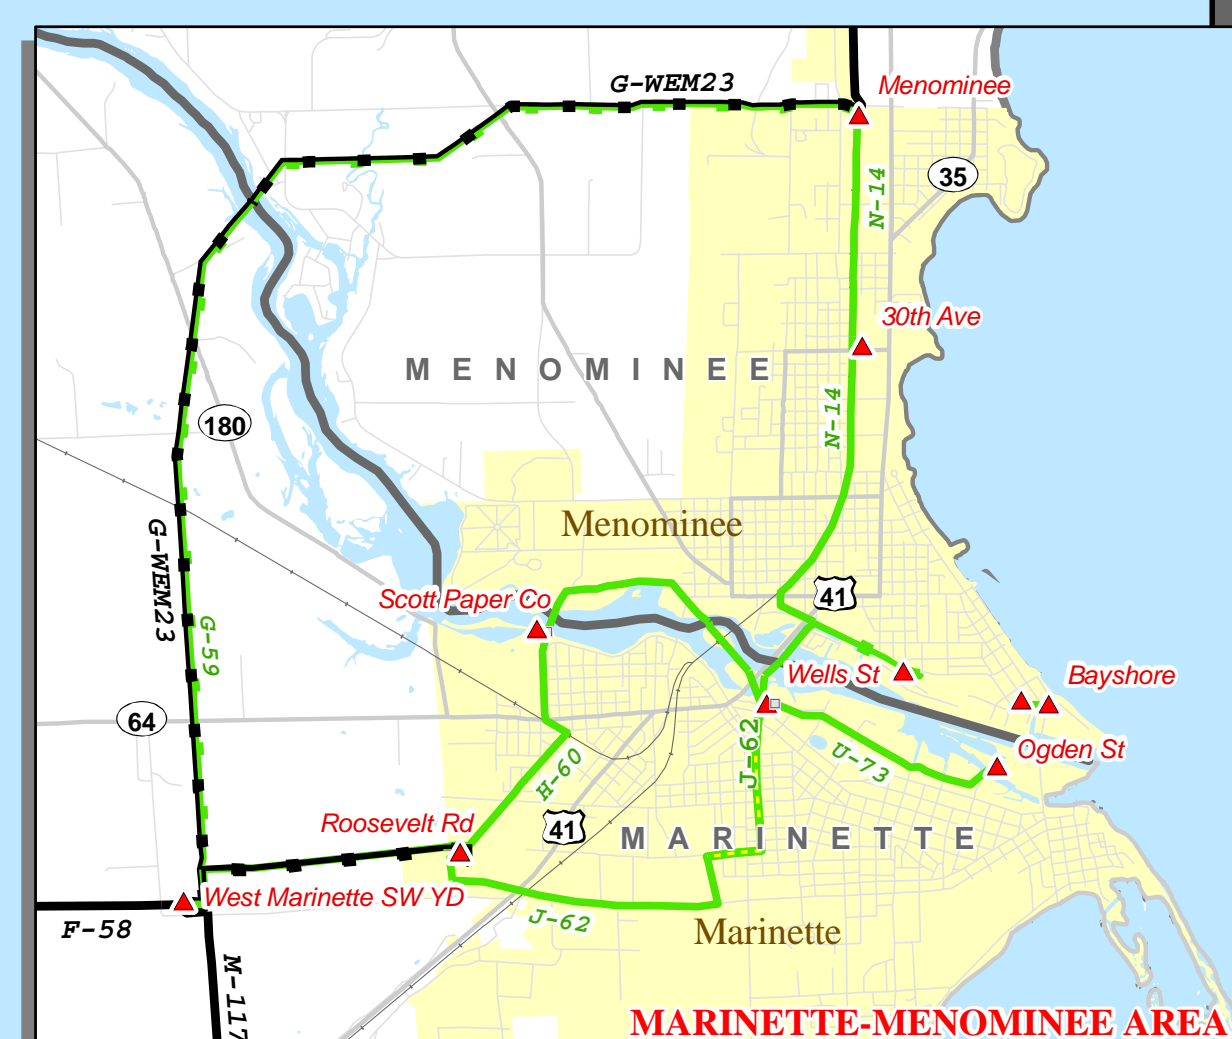 G-WEM23
Menominee
35
N-14
30th Ave
MENOMINEE
N-14
180
Menominee
G-WEM23
G-59
Scott Paper Co
41
Wells St
Bayshore
64
J-62
Ogden St
U-73
H-60
Roosevelt Rd
41
MARINETTE
West Marinette SW YD
F-58
J-62
Marinette
M-117
MARINETTE-MENOMINEE AREA